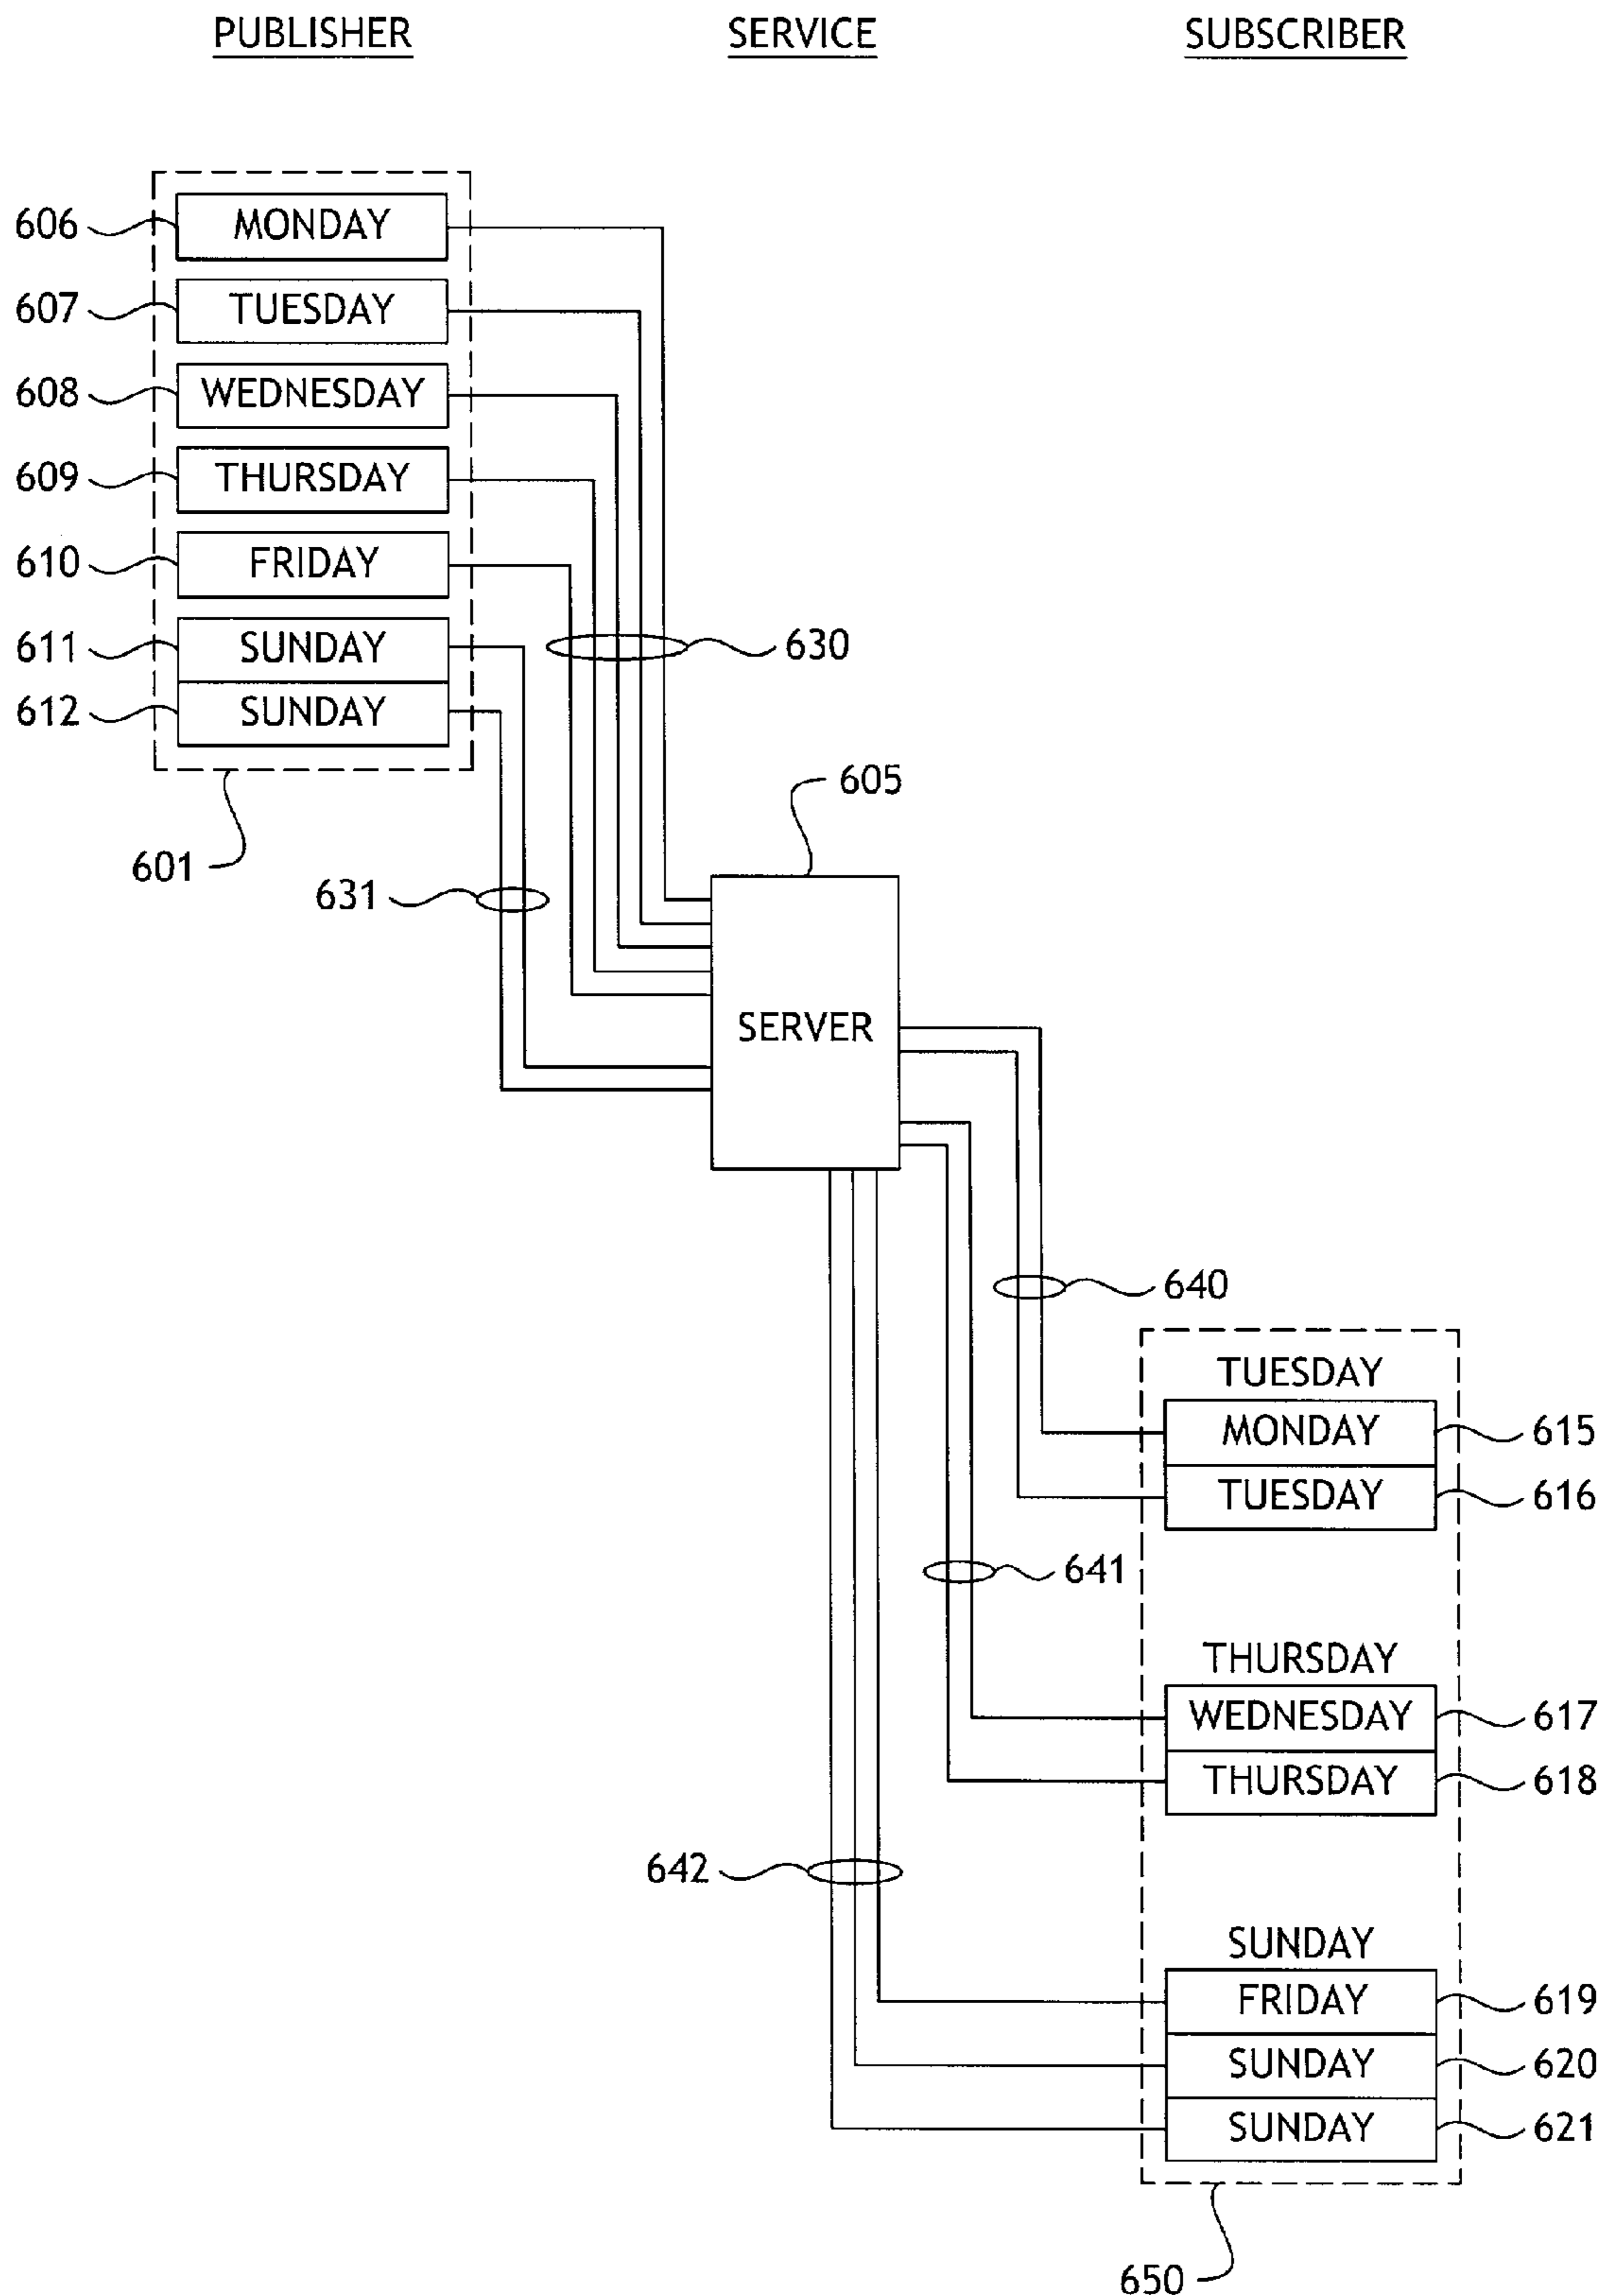 PUBLISHER SERVICE SUBSCRIBER
606 MONDAY
607 TUESDAY
608 WEDNESDAY
609 THURSDAY
610 FRIDAY
611 SUNDAY
630
612 SUNDAY
605
601
631
SERVER
640
TUESDAY
MONDAY 615
TUESDAY 616
641
THURSDAY
WEDNESDAY 617
THURSDAY 618
642
SUNDAY
FRIDAY 619
SUNDAY 620
SUNDAY 621
650